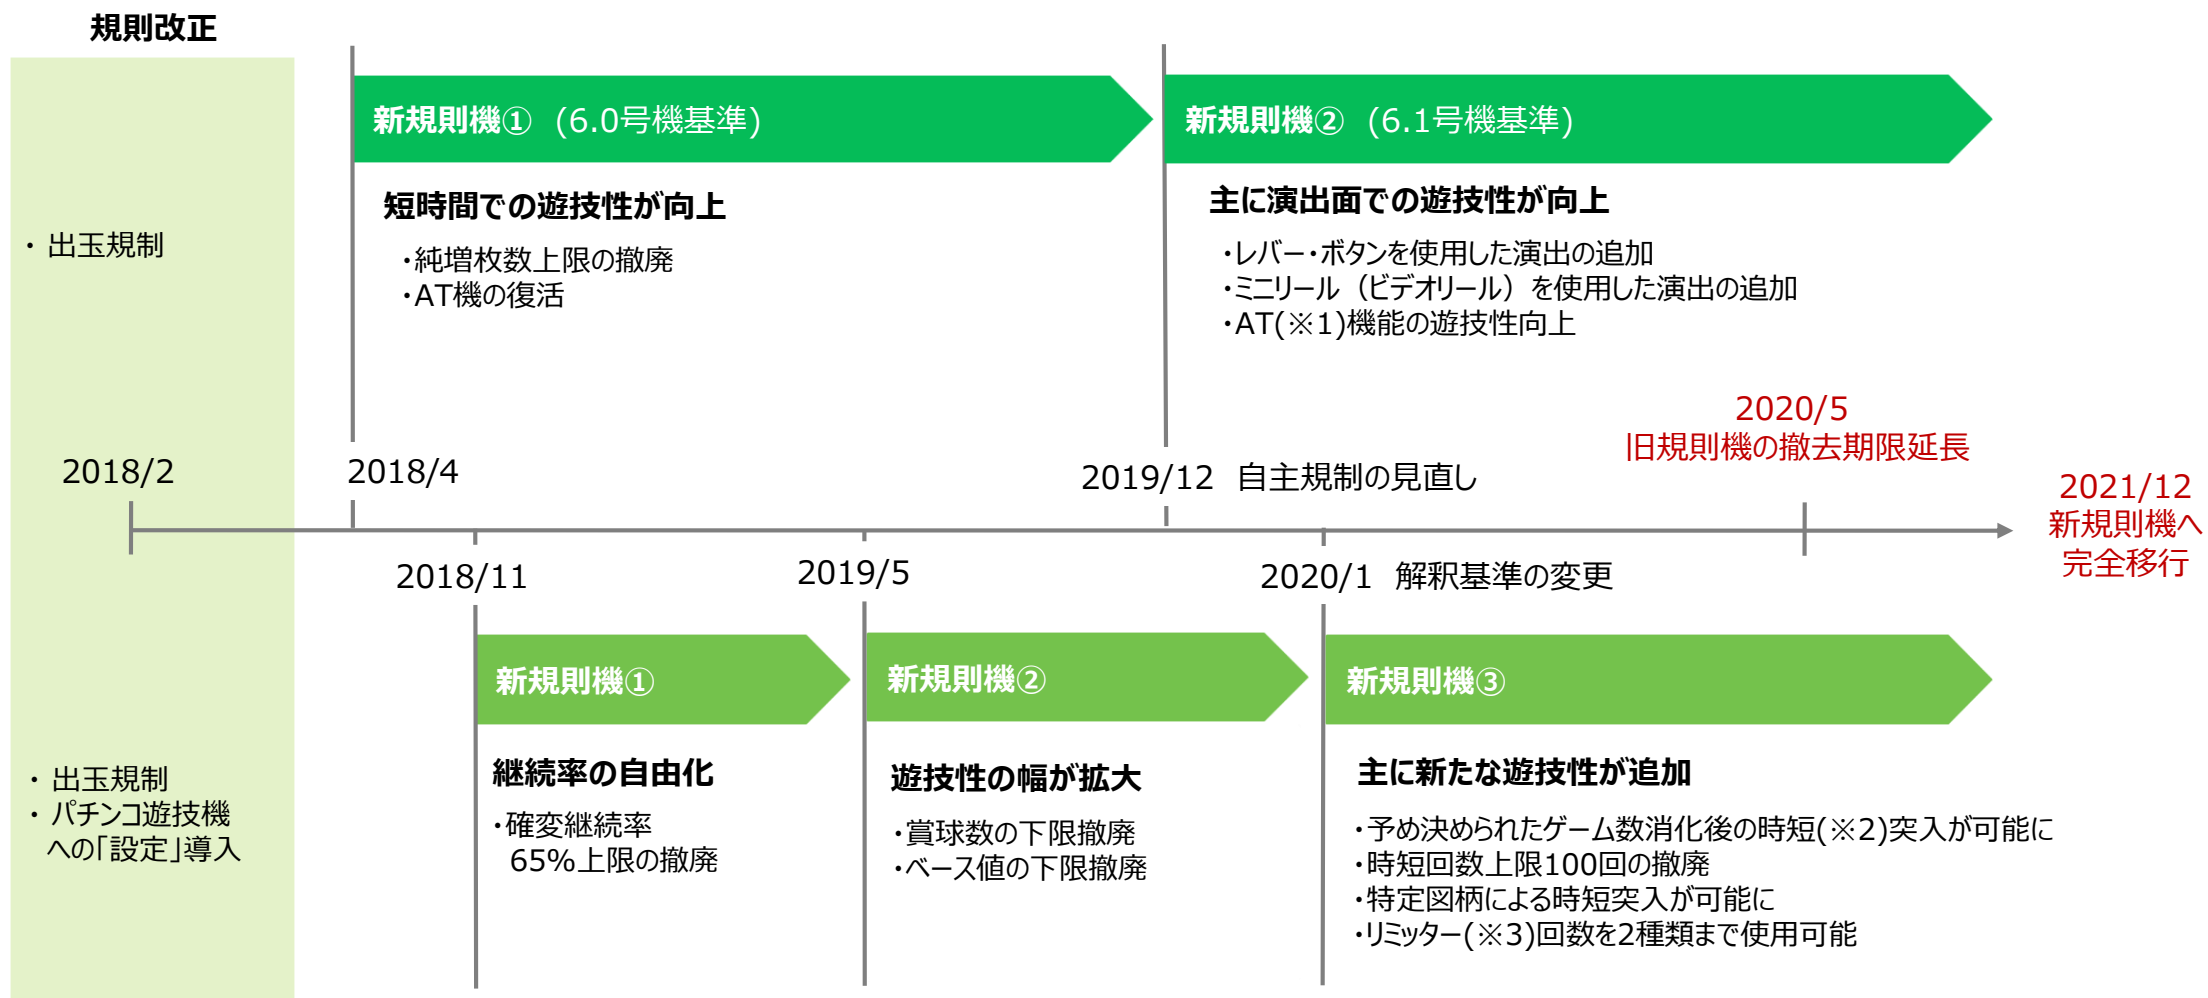 規則改正
・ 出玉規制
新規則機① (6.0号機基準)
短時間での遊技性が向上
・純増枚数上限の撤廃
・AT機の復活
新規則機② (6.1号機基準)
主に演出面での遊技性が向上
・レバー・ボタンを使用した演出の追加
・ミニリール（ビデオリール）を使用した演出の追加
・AT(※1)機能の遊技性向上
2018/2
2018/4
2019/12 自主規制の見直し
2020/5
旧規則機の撤去期限延長
2021/12
新規則機へ
完全移行
2018/11
2019/5
2020/1 解釈基準の変更
・ 出玉規制
・ パチンコ遊技機
への「設定」導入
新規則機①
継続率の自由化
・確変継続率
65%上限の撤廃
新規則機②
遊技性の幅が拡大
・賞球数の下限撤廃
・ベース値の下限撤廃
新規則機③
主に新たな遊技性が追加
・予め決められたゲーム数消化後の時短(※2)突入が可能に
・時短回数上限100回の撤廃
・特定図柄による時短突入が可能に
・リミッター(※3)回数を2種類まで使用可能